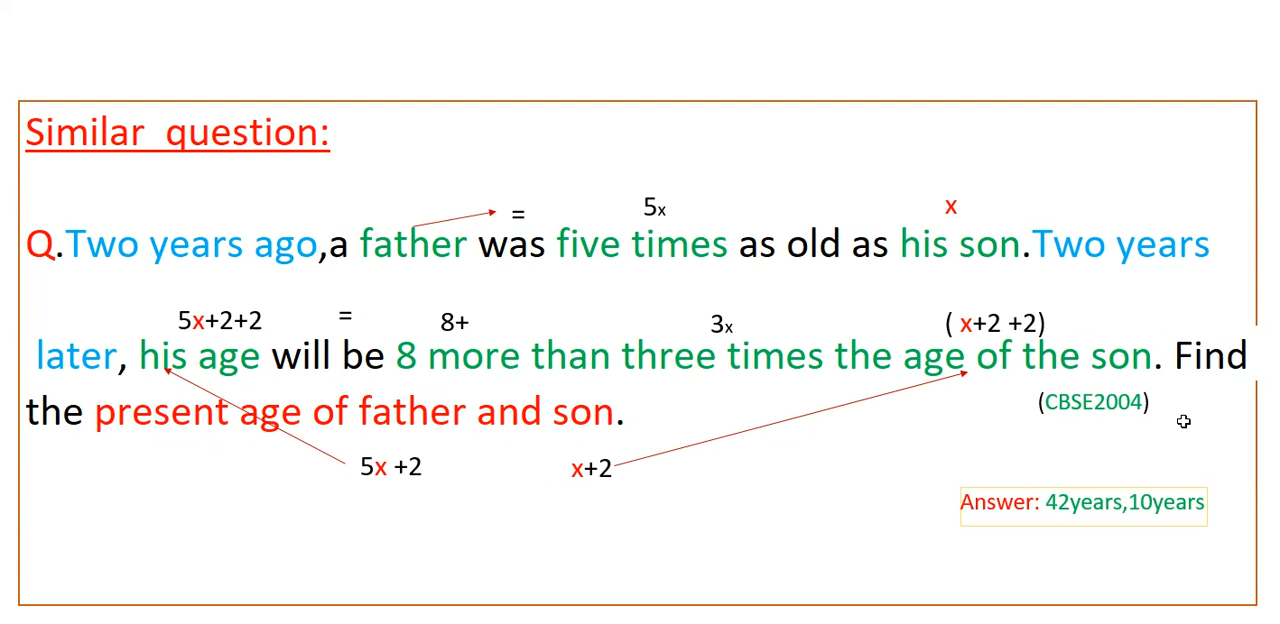 Similar question:
= 5x x
Q.Two years ago,a father was five times as old as his son.Two years
5x+2+2 = 8+ 3x ( x+2 +2)
later, his age will be 8 more than three times the age of the son. Find
the present age of father and son. (CBSE2004)
5x +2 x+2
Answer: 42years,10years